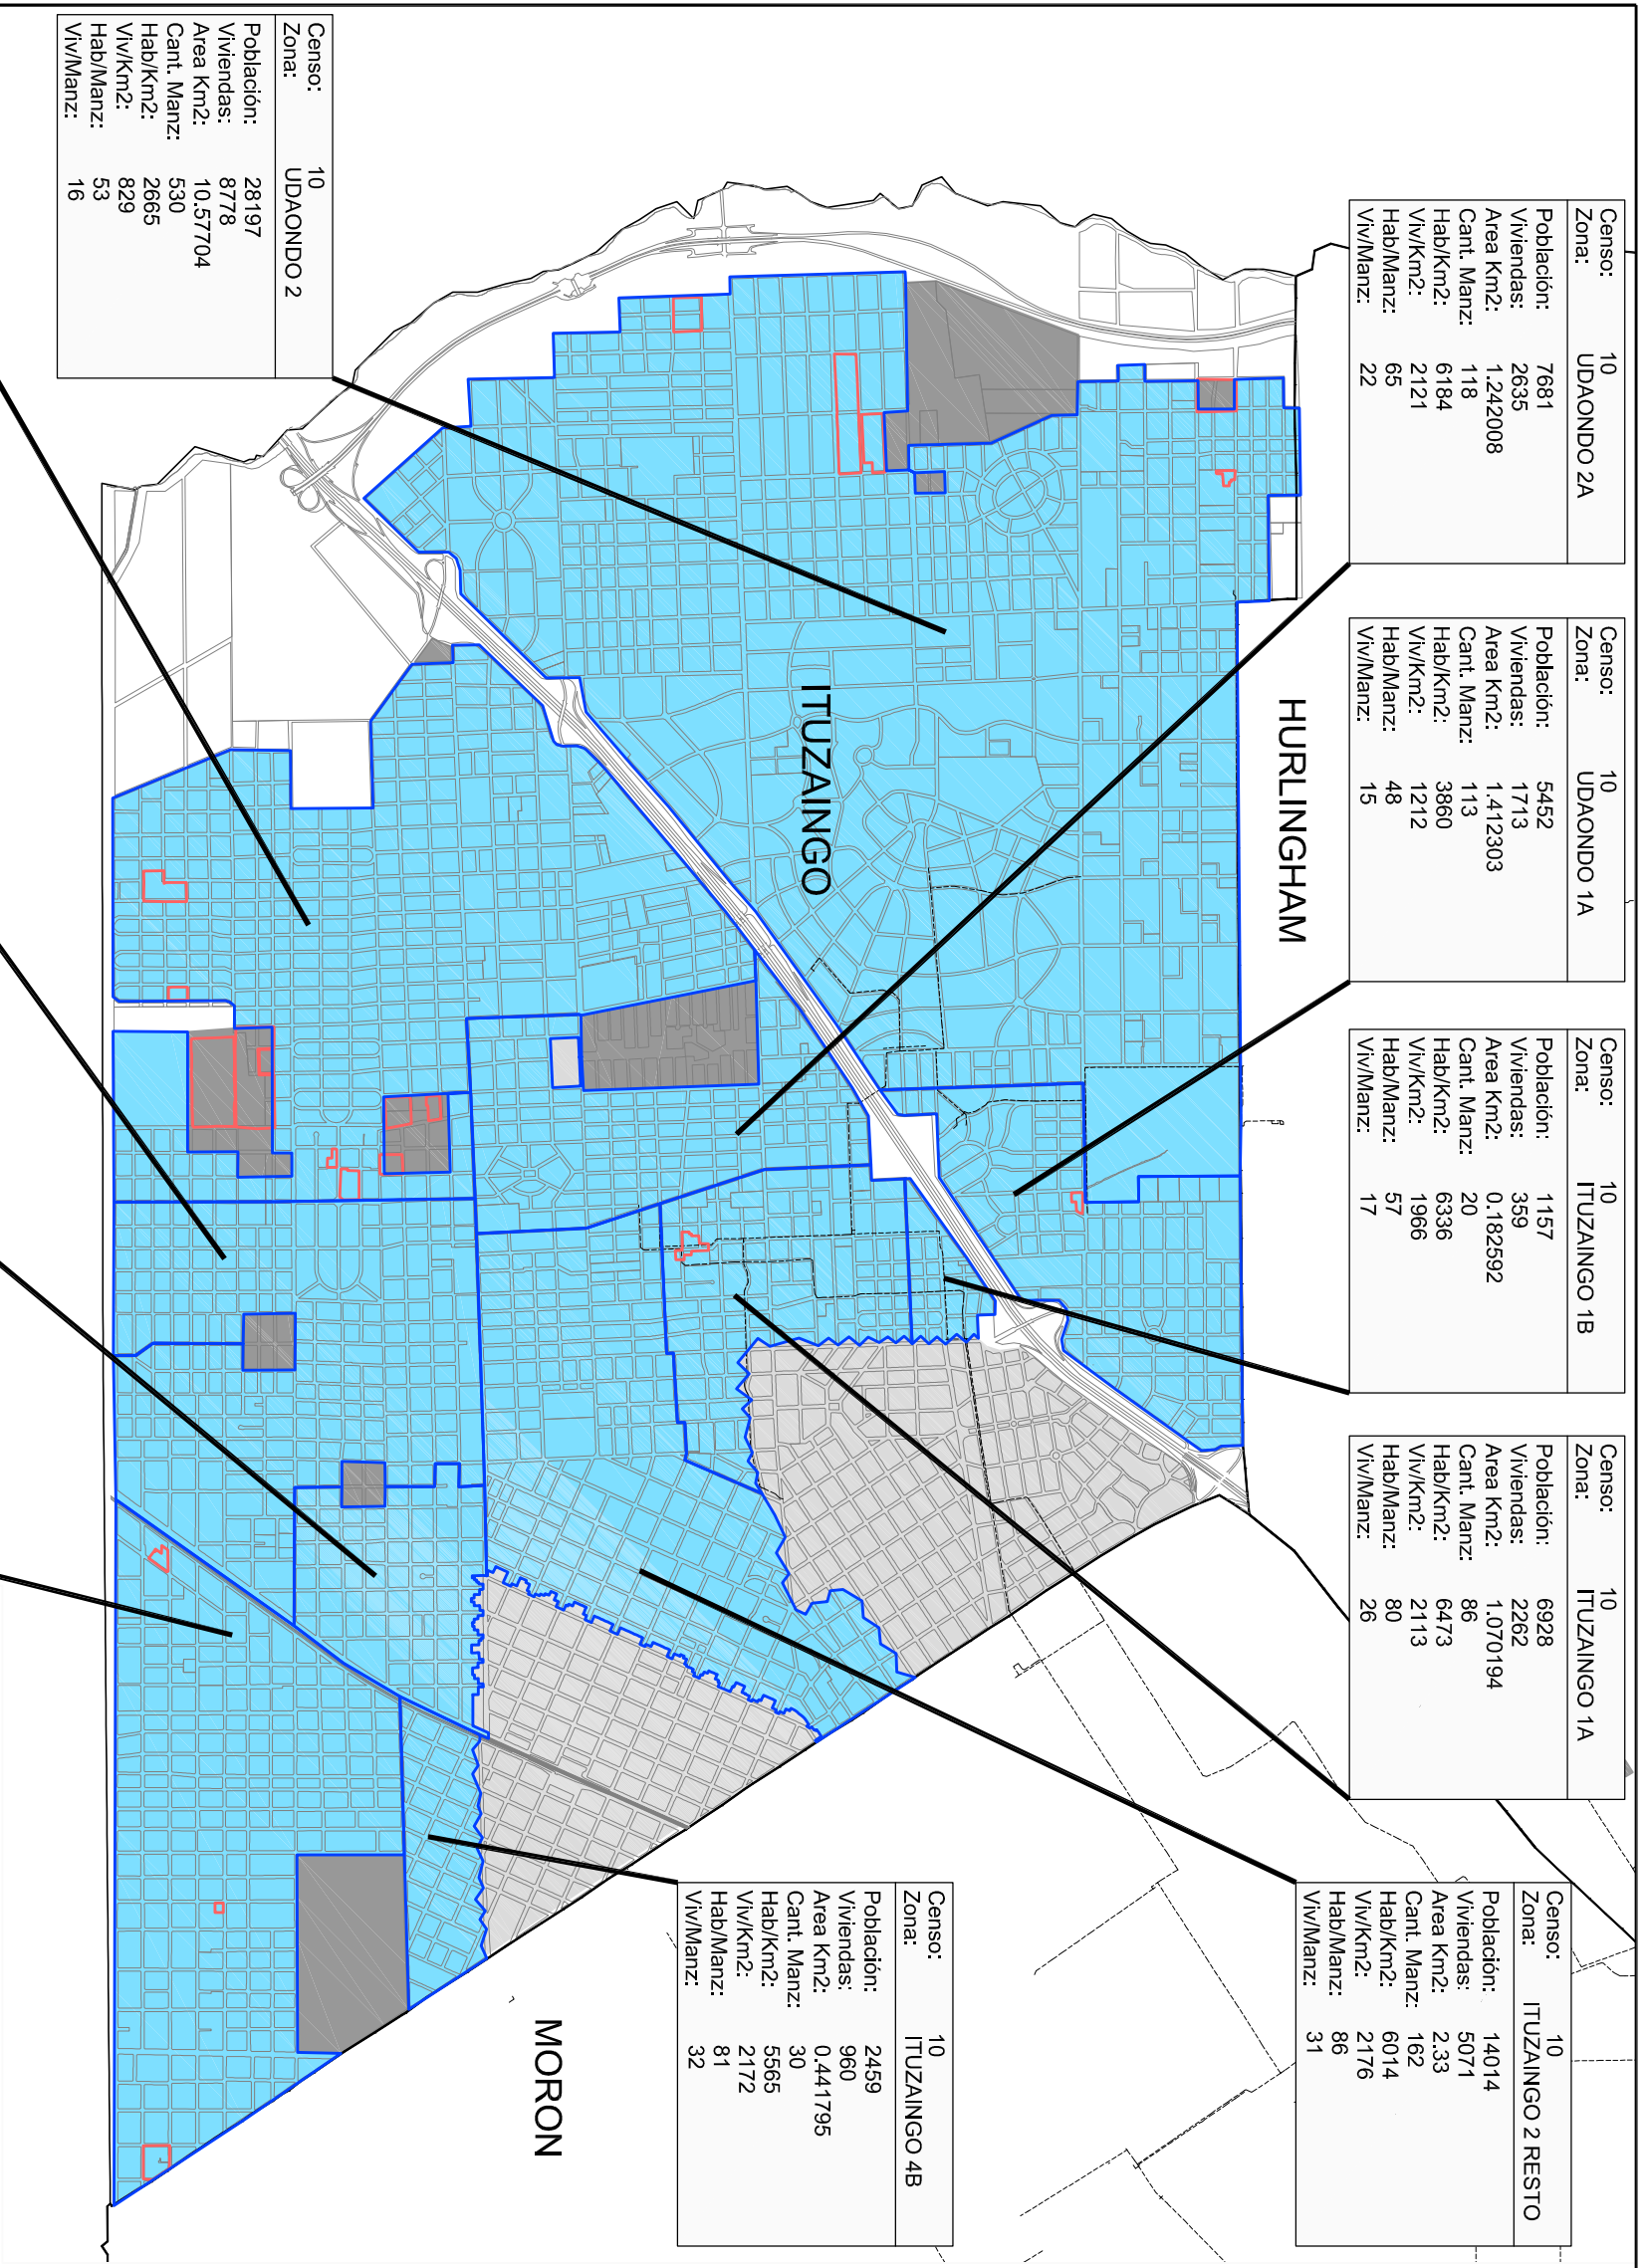 Censo: 10
Zona: UDAONDO 2
Población: 28197
Viviendas: 8778
Area Km2: 10.57704
Cant. Manz: 530
Hab/Km2: 2665
Viv/Km2: 829
Hab/Manz: 53
Viv/Manz: 16
Censo: 10
Zona: UDAONDO 2A
Población: 7681
Viviendas: 2635
Area Km2: 1.242008
Cant. Manz: 118
Hab/Km2: 6184
Viv/Km2: 2121
Hab/Manz: 65
Viv/Manz: 22
Censo: 10
Zona: UDAONDO 1A
Población: 5452
Viviendas: 1713
Area Km2: 1.412303
Cant. Manz: 113
Hab/Km2: 3860
Viv/Km2: 1212
Hab/Manz: 48
Viv/Manz: 15
Censo: 10
Zona: ITUZAINGO 1B
Población: 1157
Viviendas: 359
Area Km2: 0.182592
Cant. Manz: 20
Hab/Km2: 6336
Viv/Km2: 1966
Hab/Manz: 57
Viv/Manz: 17
Censo: 10
Zona: ITUZAINGO 1A
Población: 6928
Viviendas: 2262
Area Km2: 1.070194
Cant. Manz: 86
Hab/Km2: 6473
Viv/Km2: 2113
Hab/Manz: 80
Viv/Manz: 26
Censo: 10
Zona: ITUZAINGO 2 RESTO
Población: 14014
Viviendas: 5071
Area Km2: 2.33
Cant. Manz: 162
Hab/Km2: 6014
Viv/Km2: 2176
Hab/Manz: 86
Viv/Manz: 31
Censo: 10
Zona: ITUZAINGO 4B
Población: 2459
Viviendas: 960
Area Km2: 0.441795
Cant. Manz: 30
Hab/Km2: 5565
Viv/Km2: 2172
Hab/Manz: 81
Viv/Manz: 32
HURLINGHAM
ITUZAINGO
MORON